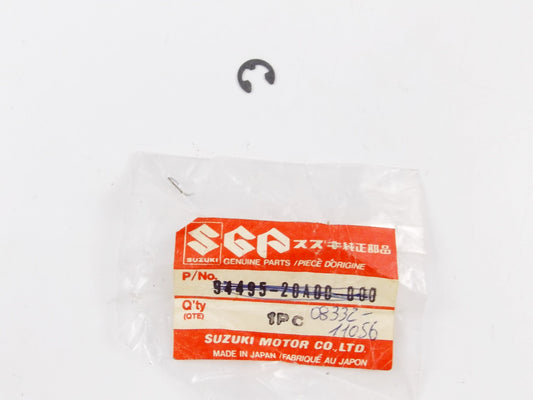 SUZUKI SGP スズキ純正部品
GENUINE PARTS / PIÈCE D'ORIGINE
P/No. 94495-20A00-000
Q'ty 1PC 08332-
(QTE) 11056
SUZUKI MOTOR CO., LTD.
MADE IN JAPAN / FABRIQUÉ AU JAPON